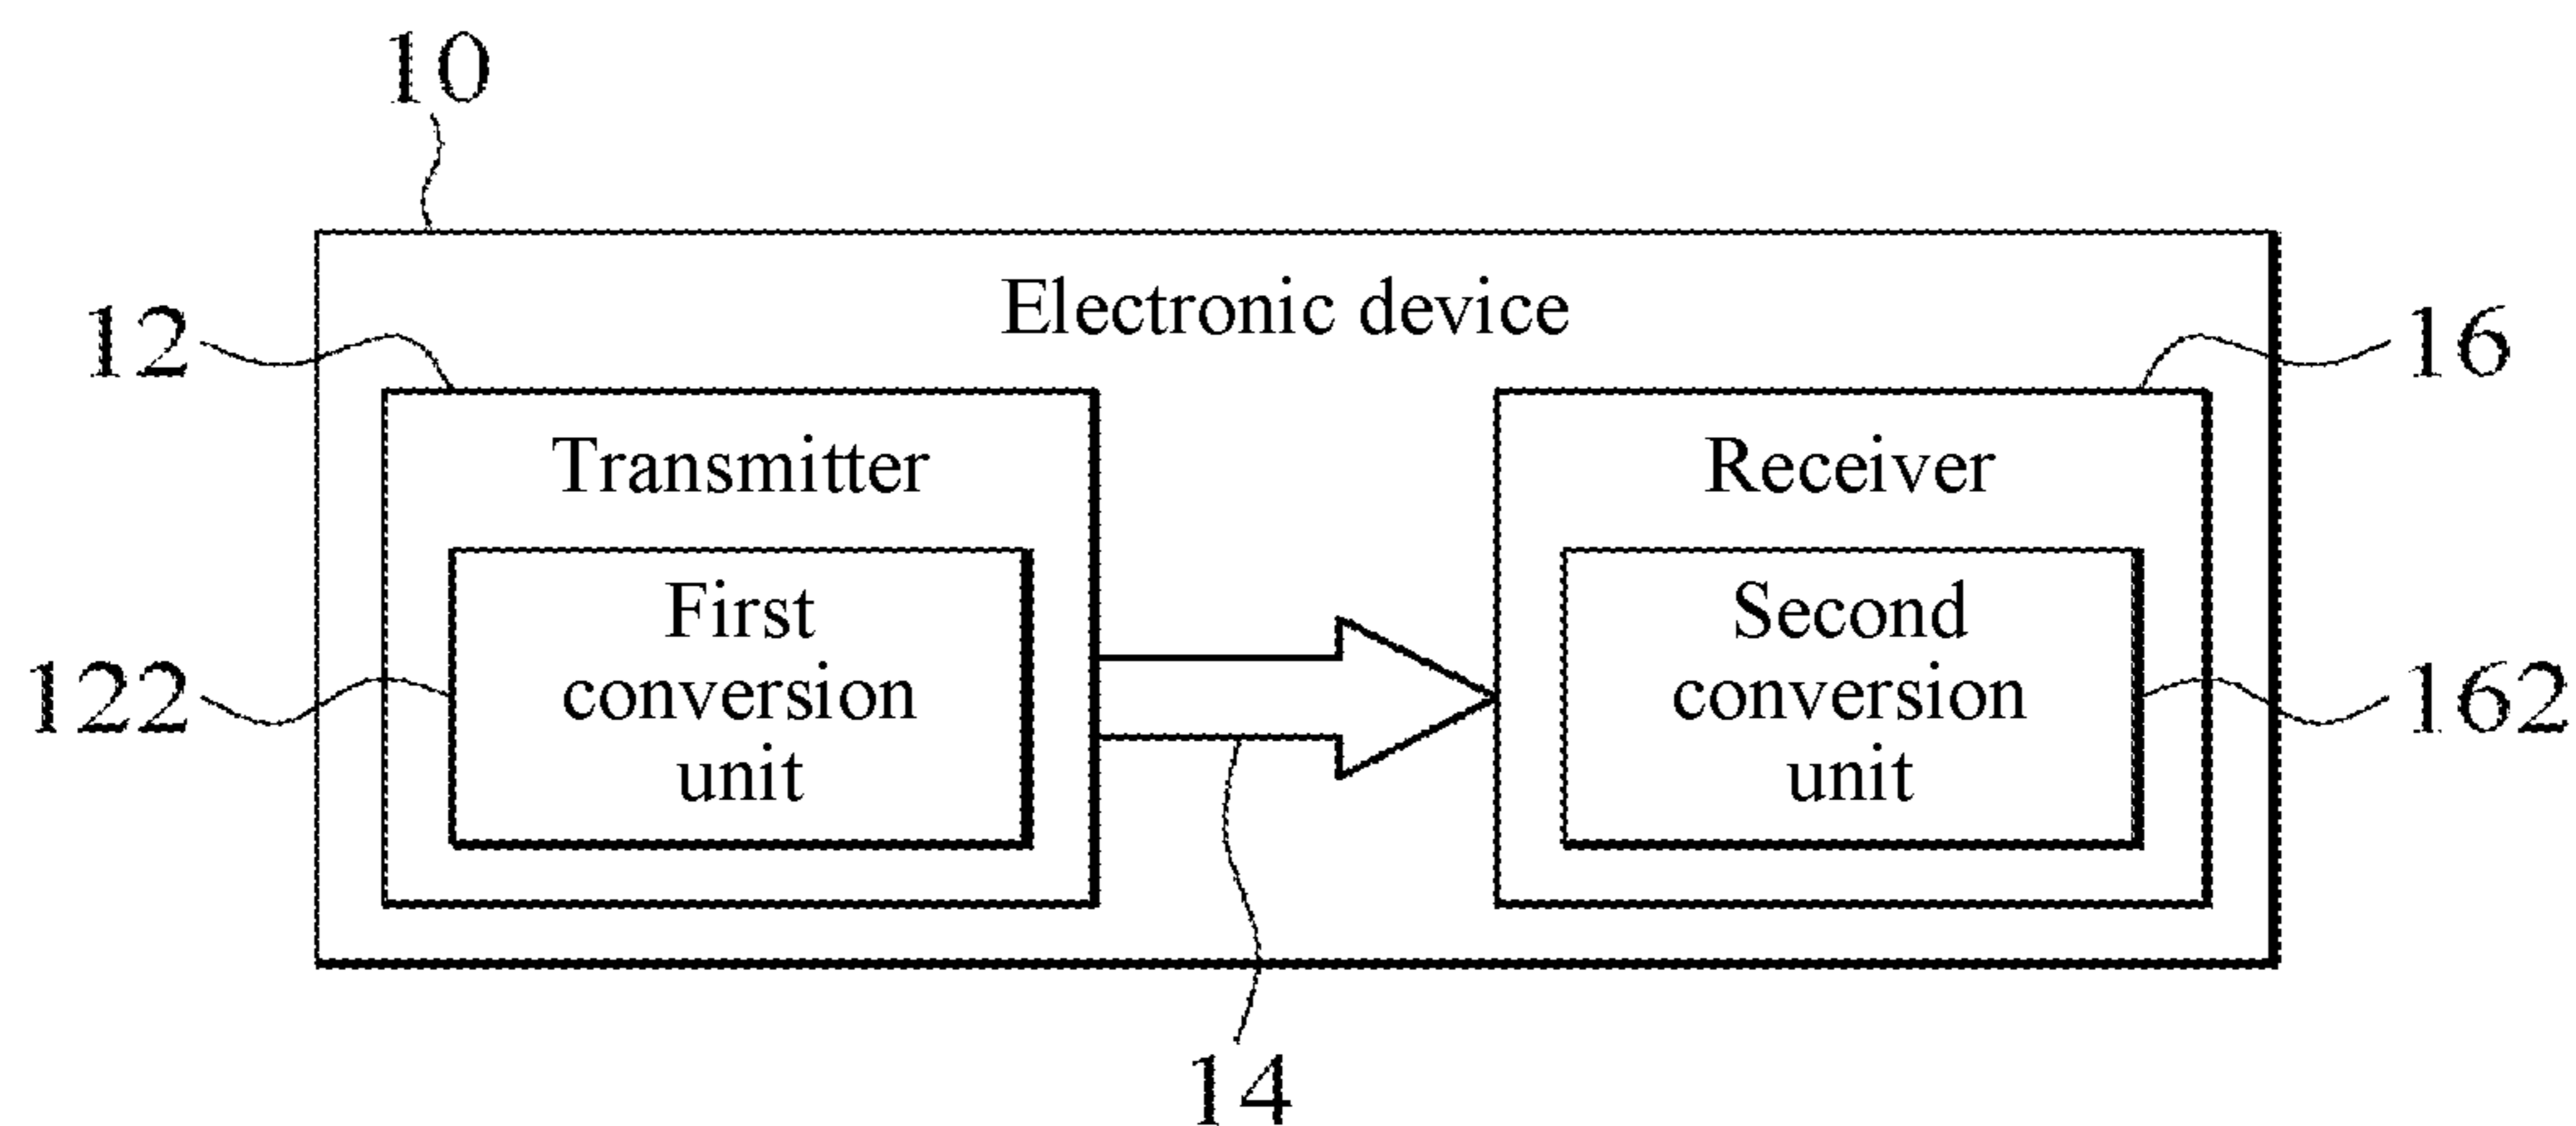 10
Electronic device
12
16
Transmitter
Receiver
First
conversion
unit
Second
conversion
unit
122
162
14